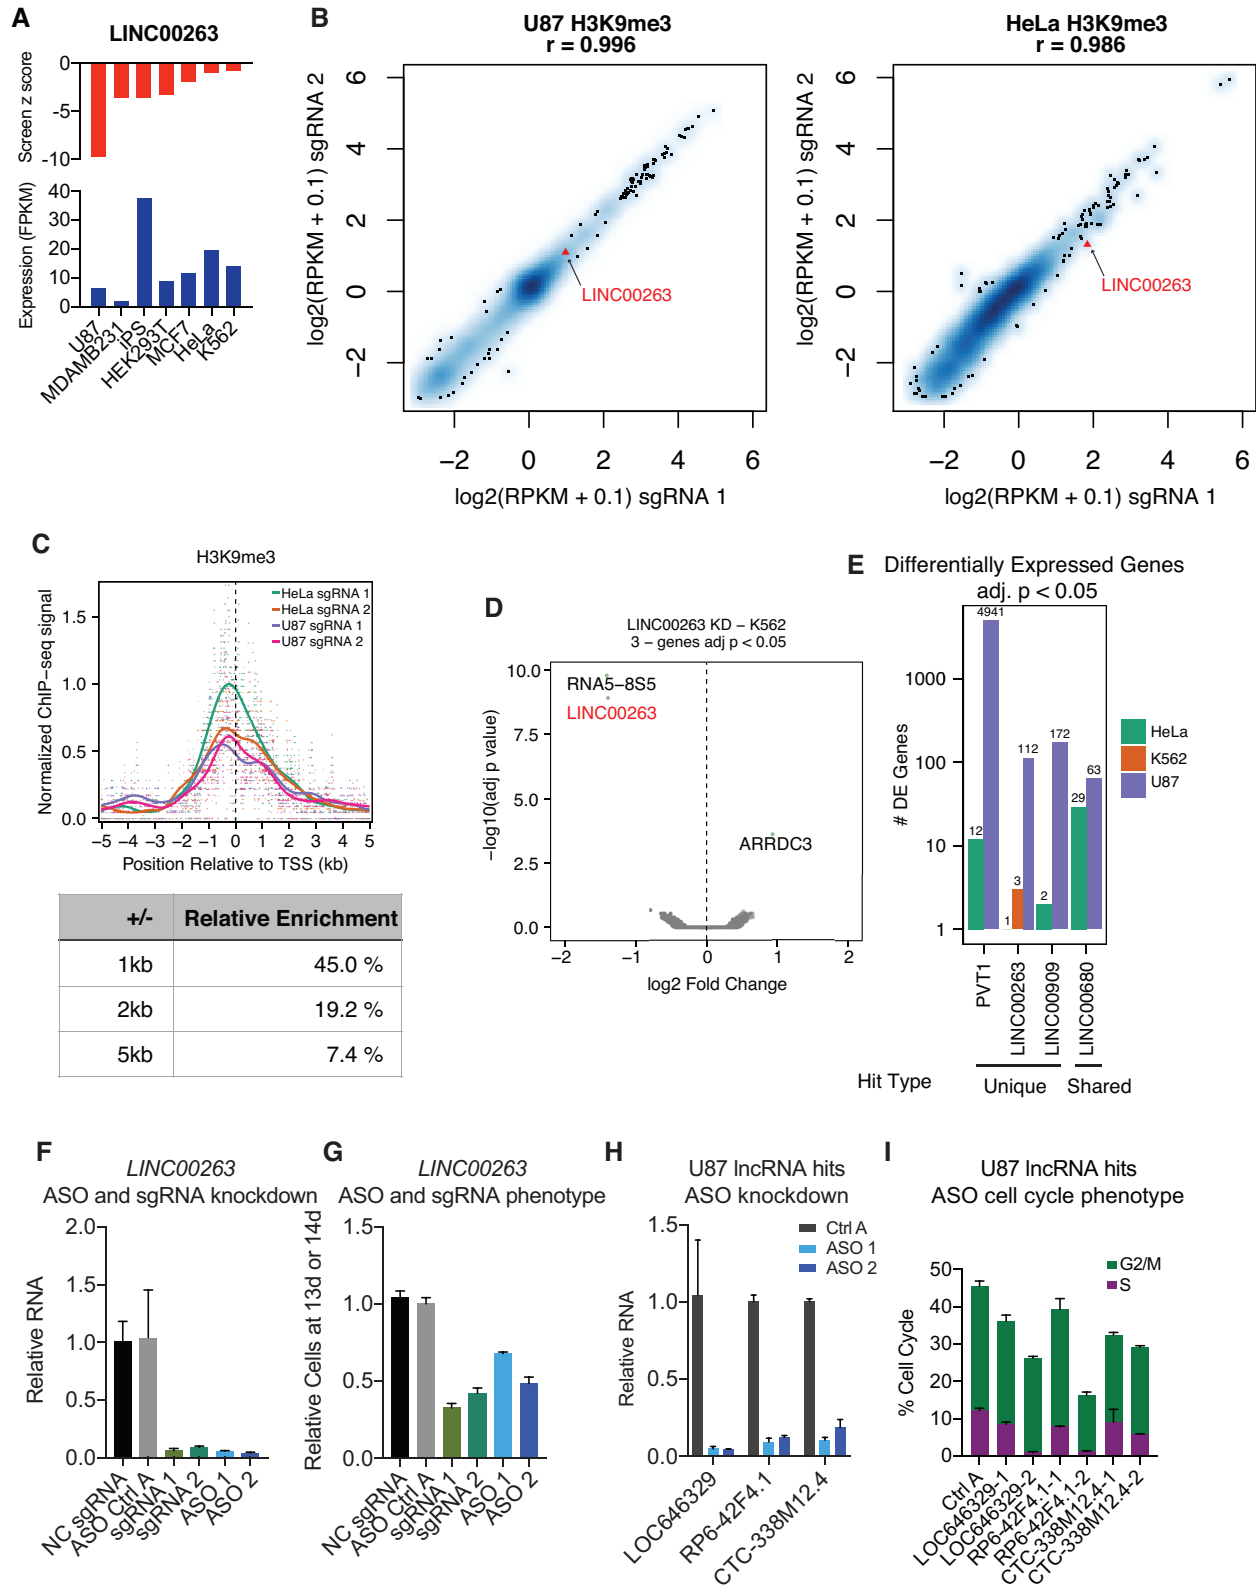 A
LINC00263
Screen z score
0
-5
-10
Expression (FPKM)
40
30
20
10
0
U87
MDAMB231
iPS
HEK293T
MCF7
HeLa
K562
B
U87 H3K9me3
r = 0.996
log2(RPKM + 0.1) sgRNA 2
6
4
2
0
−2
LINC00263
−2 0 2 4 6
log2(RPKM + 0.1) sgRNA 1
HeLa H3K9me3
r = 0.986
log2(RPKM + 0.1) sgRNA 2
6
4
2
0
−2
LINC00263
−2 0 2 4 6
log2(RPKM + 0.1) sgRNA 1
C
H3K9me3
Normalized ChIP−seq signal
1.5
1.0
0.5
0.0
HeLa sgRNA 1
HeLa sgRNA 2
U87 sgRNA 1
U87 sgRNA 2
−5 −4 −3 −2 −1 0 1 2 3 4 5
Position Relative to TSS (kb)
+/- Relative Enrichment
1kb 45.0 %
2kb 19.2 %
5kb 7.4 %
D
LINC00263 KD − K562
3 − genes adj p < 0.05
−log10(adj p value)
10.0
7.5
5.0
2.5
0.0
RNA5−8S5
LINC00263
ARRDC3
−2 −1 0 1 2
log2 Fold Change
E
Differentially Expressed Genes
adj. p < 0.05
# DE Genes
1000
100
10
1
12
4941
1
3
112
2
172
29
63
HeLa
K562
U87
PVT1
LINC00263
LINC00909
LINC00680
Hit Type Unique Shared
F
LINC00263
ASO and sgRNA knockdown
Relative RNA
2.0
1.5
1.0
0.5
0.0
NC sgRNA
ASO Ctrl A
sgRNA 1
sgRNA 2
ASO 1
ASO 2
G
LINC00263
ASO and sgRNA phenotype
Relative Cells at 13d or 14d
1.5
1.0
0.5
0.0
NC sgRNA
ASO Ctrl A
sgRNA 1
sgRNA 2
ASO 1
ASO 2
H
U87 lncRNA hits
ASO knockdown
Relative RNA
1.5
1.0
0.5
0.0
Ctrl A
ASO 1
ASO 2
LOC646329
RP6-42F4.1
CTC-338M12.4
I
U87 lncRNA hits
ASO cell cycle phenotype
% Cell Cycle
50
40
30
20
10
0
G2/M
S
Ctrl A
LOC646329-1
LOC646329-2
RP6-42F4.1-1
RP6-42F4.1-2
CTC-338M12.4-1
CTC-338M12.4-2